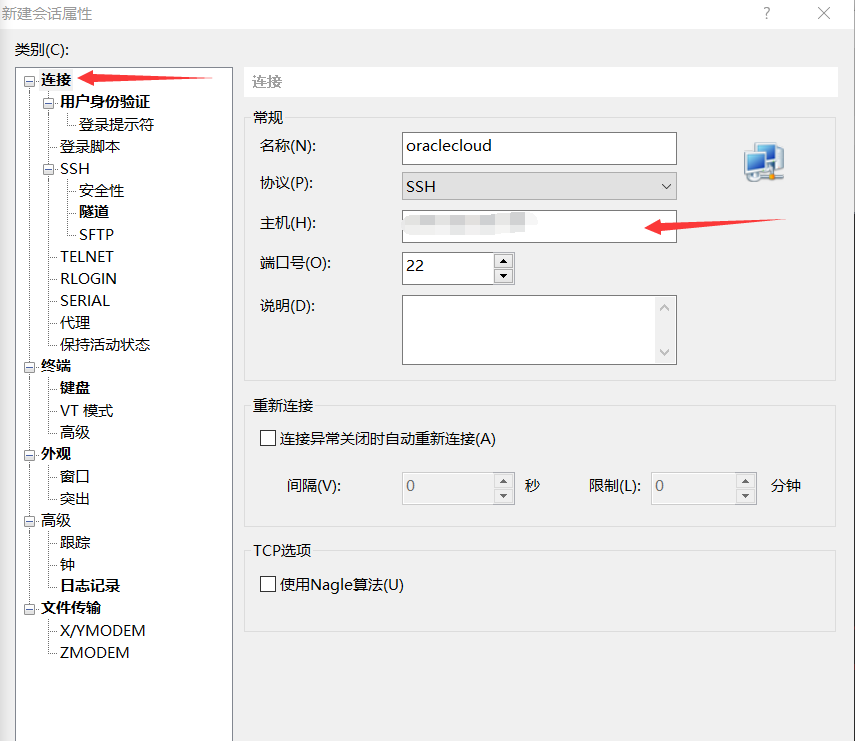 新建会话属性
类别(C):
连接
用户身份验证
登录提示符
登录脚本
SSH
安全性
隧道
SFTP
TELNET
RLOGIN
SERIAL
代理
保持活动状态
终端
键盘
VT 模式
高级
外观
窗口
突出
高级
跟踪
钟
日志记录
文件传输
X/YMODEM
ZMODEM
连接
常规
名称(N): oraclecloud
协议(P): SSH
主机(H):
端口号(O): 22
说明(D):
重新连接
连接异常关闭时自动重新连接(A)
间隔(V): 0 秒 限制(L): 0 分钟
TCP选项
使用Nagle算法(U)